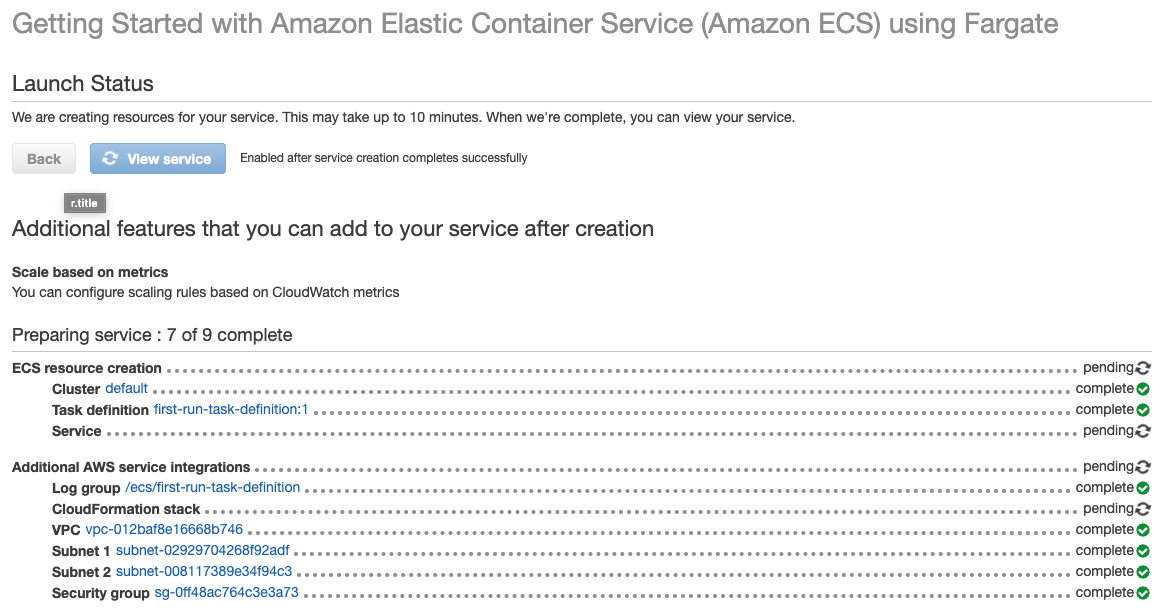 Getting Started with Amazon Elastic Container Service (Amazon ECS) using Fargate
Launch Status
We are creating resources for your service. This may take up to 10 minutes. When we're complete, you can view your service.
Back View service Enabled after service creation completes successfully
r.title
Additional features that you can add to your service after creation
Scale based on metrics
You can configure scaling rules based on CloudWatch metrics
Preparing service : 7 of 9 complete
ECS resource creation pending
Cluster default complete
Task definition first-run-task-definition:1 complete
Service pending
Additional AWS service integrations pending
Log group /ecs/first-run-task-definition complete
CloudFormation stack pending
VPC vpc-012baf8e16668b746 complete
Subnet 1 subnet-02929704268f92adf complete
Subnet 2 subnet-008117389e34f94c3 complete
Security group sg-0ff48ac764c3e3a73 complete